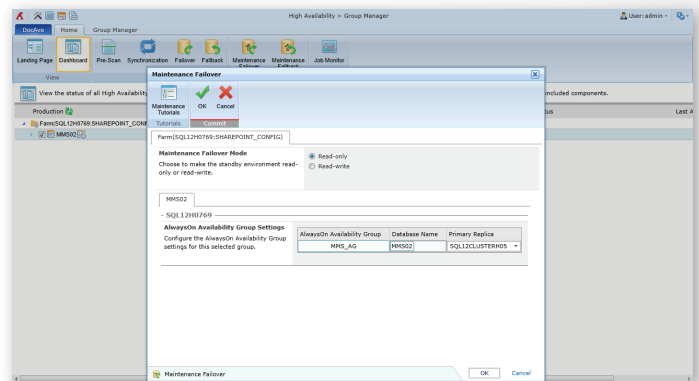 High Availability > Group Manager
User:admin
DocAve
Home
Group Manager
Landing Page
Dashboard
Pre-Scan
Synchronization
Failover
Fallback
Maintenance Failover
Maintenance Fallback
Job Monitor
View
View the status of all High Availability
included components.
Production
Last A
Farm(SQL12H0769:SHAREPOINT_CONF
MMS02
Maintenance Failover
Maintenance Tutorials
OK
Cancel
Tutorials
Commit
Farm(SQL12H0769:SHAREPOINT_CONFIG)
Maintenance Failover Mode
Choose to make the standby environment read-
only or read-write.
Read-only
Read-write
MMS02
- SQL12H0769
AlwaysOn Availability Group Settings
Configure the AlwaysOn Availability Group
settings for this selected group.
AlwaysOn Availability Group
Database Name
Primary Replica
MMS_AG
MMS02
SQL12CLUSTERH05
Maintenance Failover
OK
Cancel